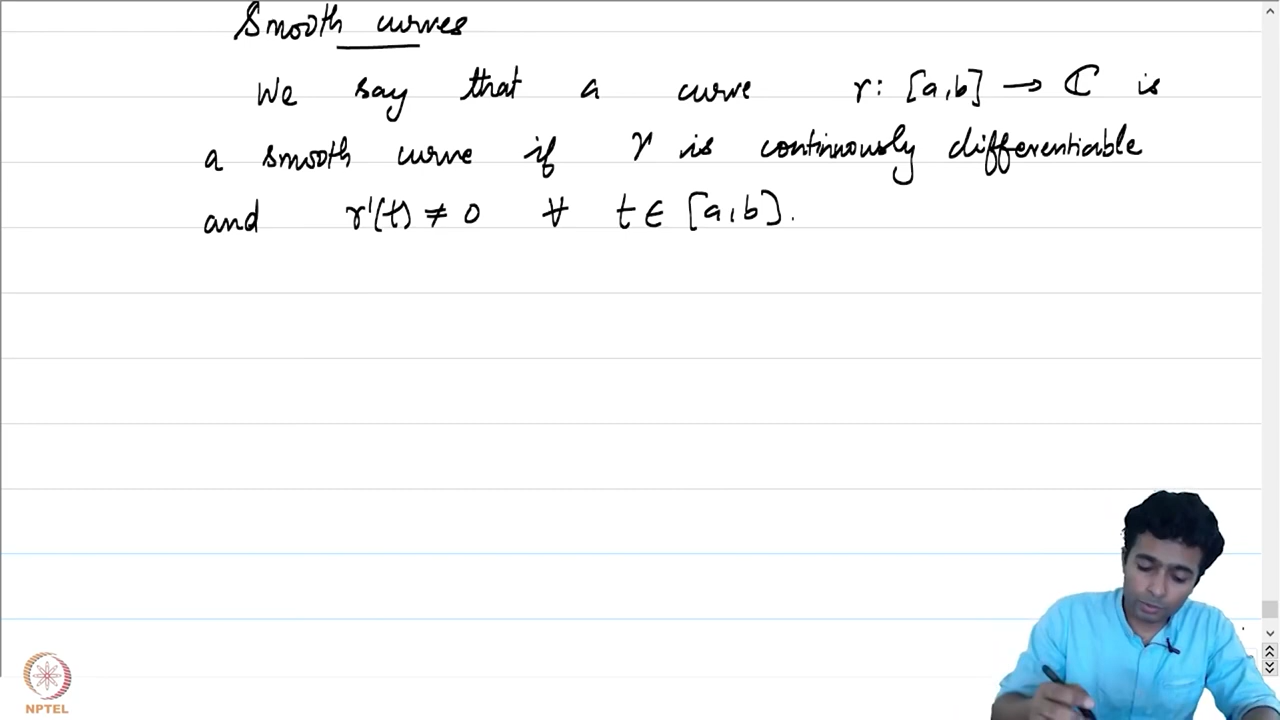 Smooth curves
We say that a curve γ: [a,b] → ℂ is
a smooth curve if γ is continuously differentiable
and γ'(t) ≠ 0 ∀ t ∈ [a,b].
NPTEL